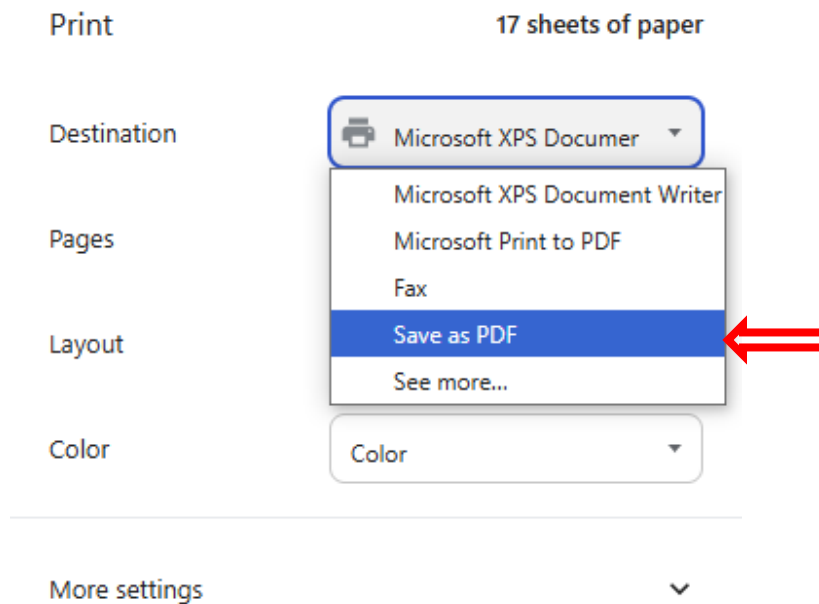 Print 17 sheets of paper
Destination Microsoft XPS Documer
Microsoft XPS Document Writer
Pages Microsoft Print to PDF
Fax
Layout Save as PDF
See more...
Color Color
More settings